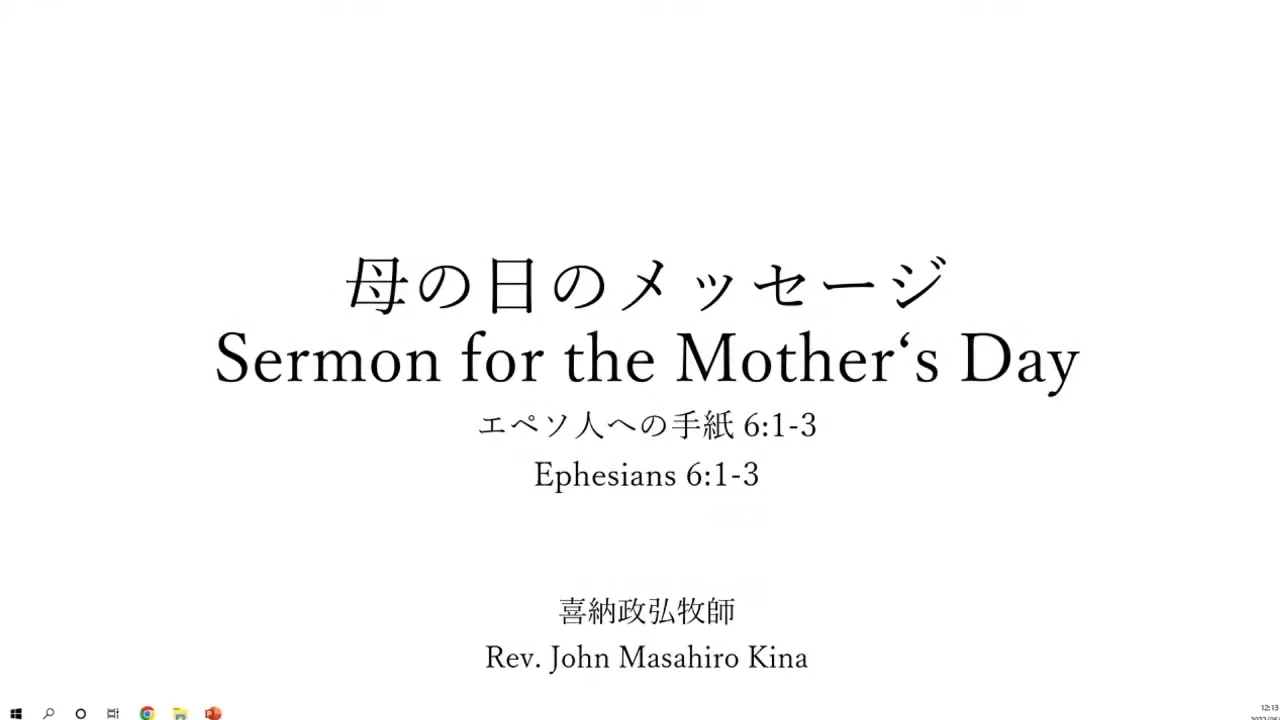 母の日のメッセージ
Sermon for the Mother‘s Day
エペソ人への手紙 6:1-3
Ephesians 6:1-3
喜納政弘牧師
Rev. John Masahiro Kina
12:13